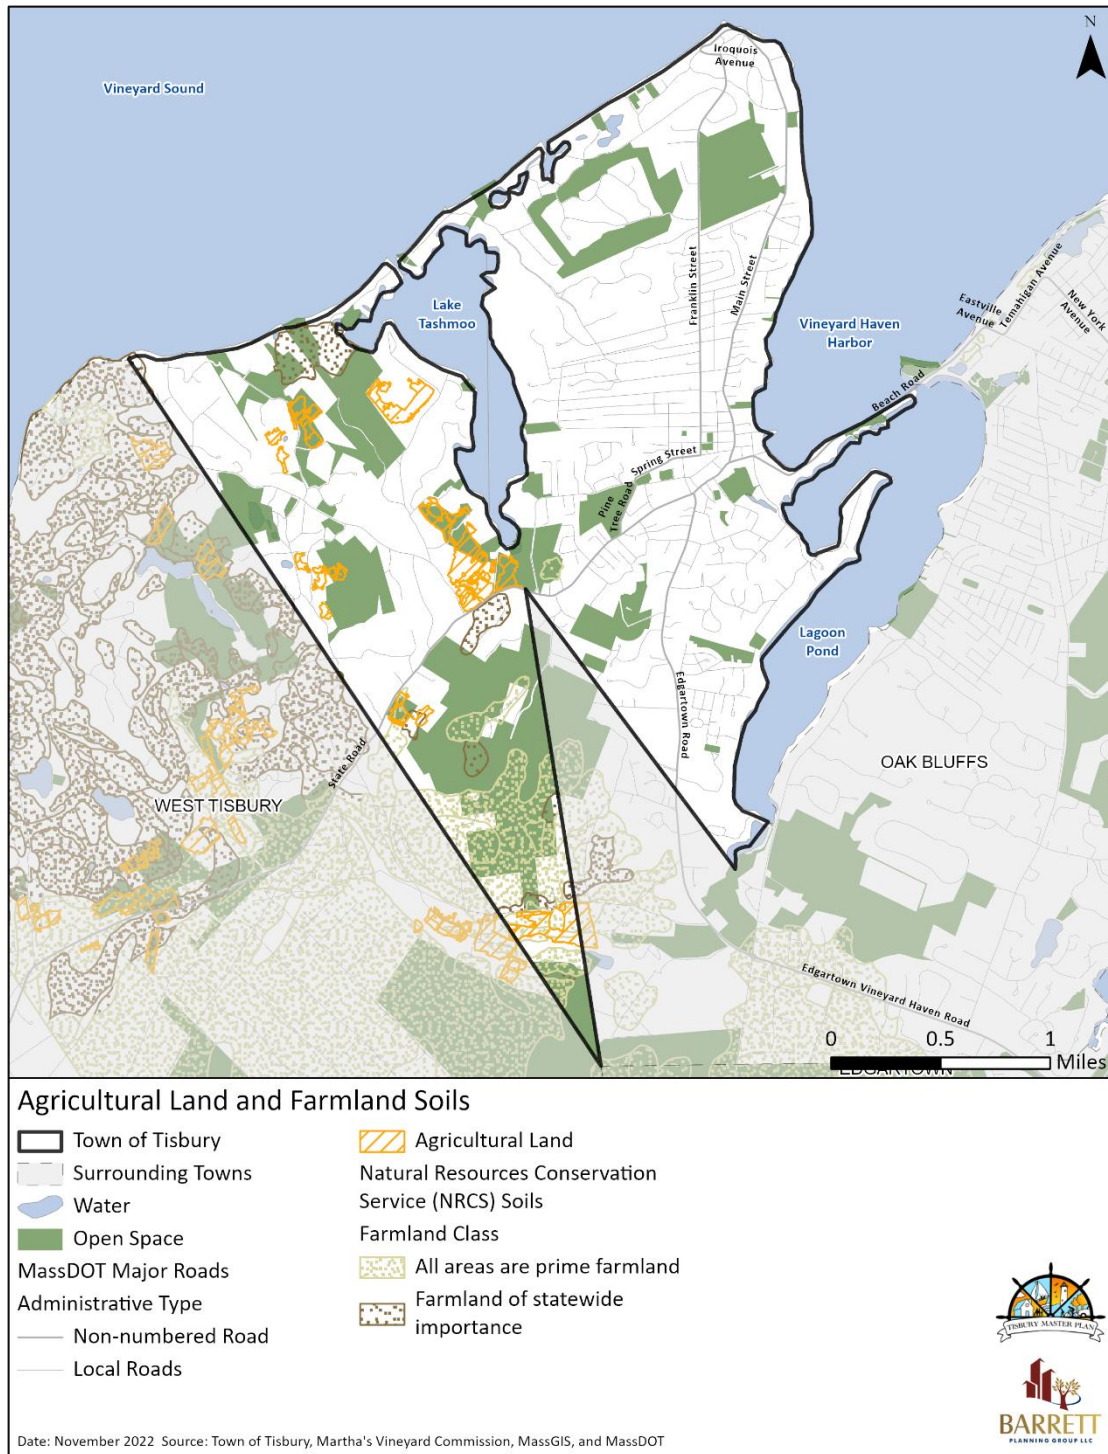 N
Iroquois
Avenue
Vineyard Sound
Franklin Street
Main Street
Lake
Tashmoo
Vineyard Haven
Harbor
Eastville
Avenue
Temahigan Avenue
New York
Avenue
Beach Road
Spring Street
Pine
Tree Road
Lagoon
Pond
Edgartown Road
State Road
WEST TISBURY
OAK BLUFFS
Edgartown Vineyard Haven Road
0 0.5 1
Miles
EDGARTOWN
Agricultural Land and Farmland Soils
Town of Tisbury
Surrounding Towns
Water
Open Space
MassDOT Major Roads
Administrative Type
Non-numbered Road
Local Roads
Agricultural Land
Natural Resources Conservation
Service (NRCS) Soils
Farmland Class
All areas are prime farmland
Farmland of statewide
importance
TISBURY MASTER PLAN
BARRETT
PLANNING GROUP LLC
Date: November 2022 Source: Town of Tisbury, Martha's Vineyard Commission, MassGIS, and MassDOT